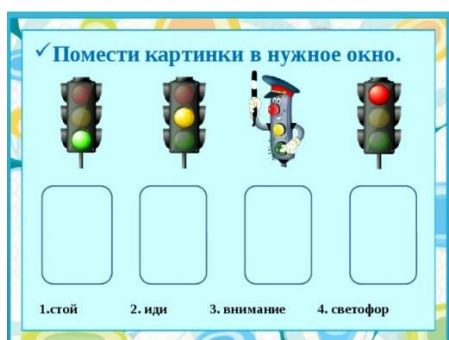 ✓Помести картинки в нужное окно.
1.стой 2. иди 3. внимание 4. светофор